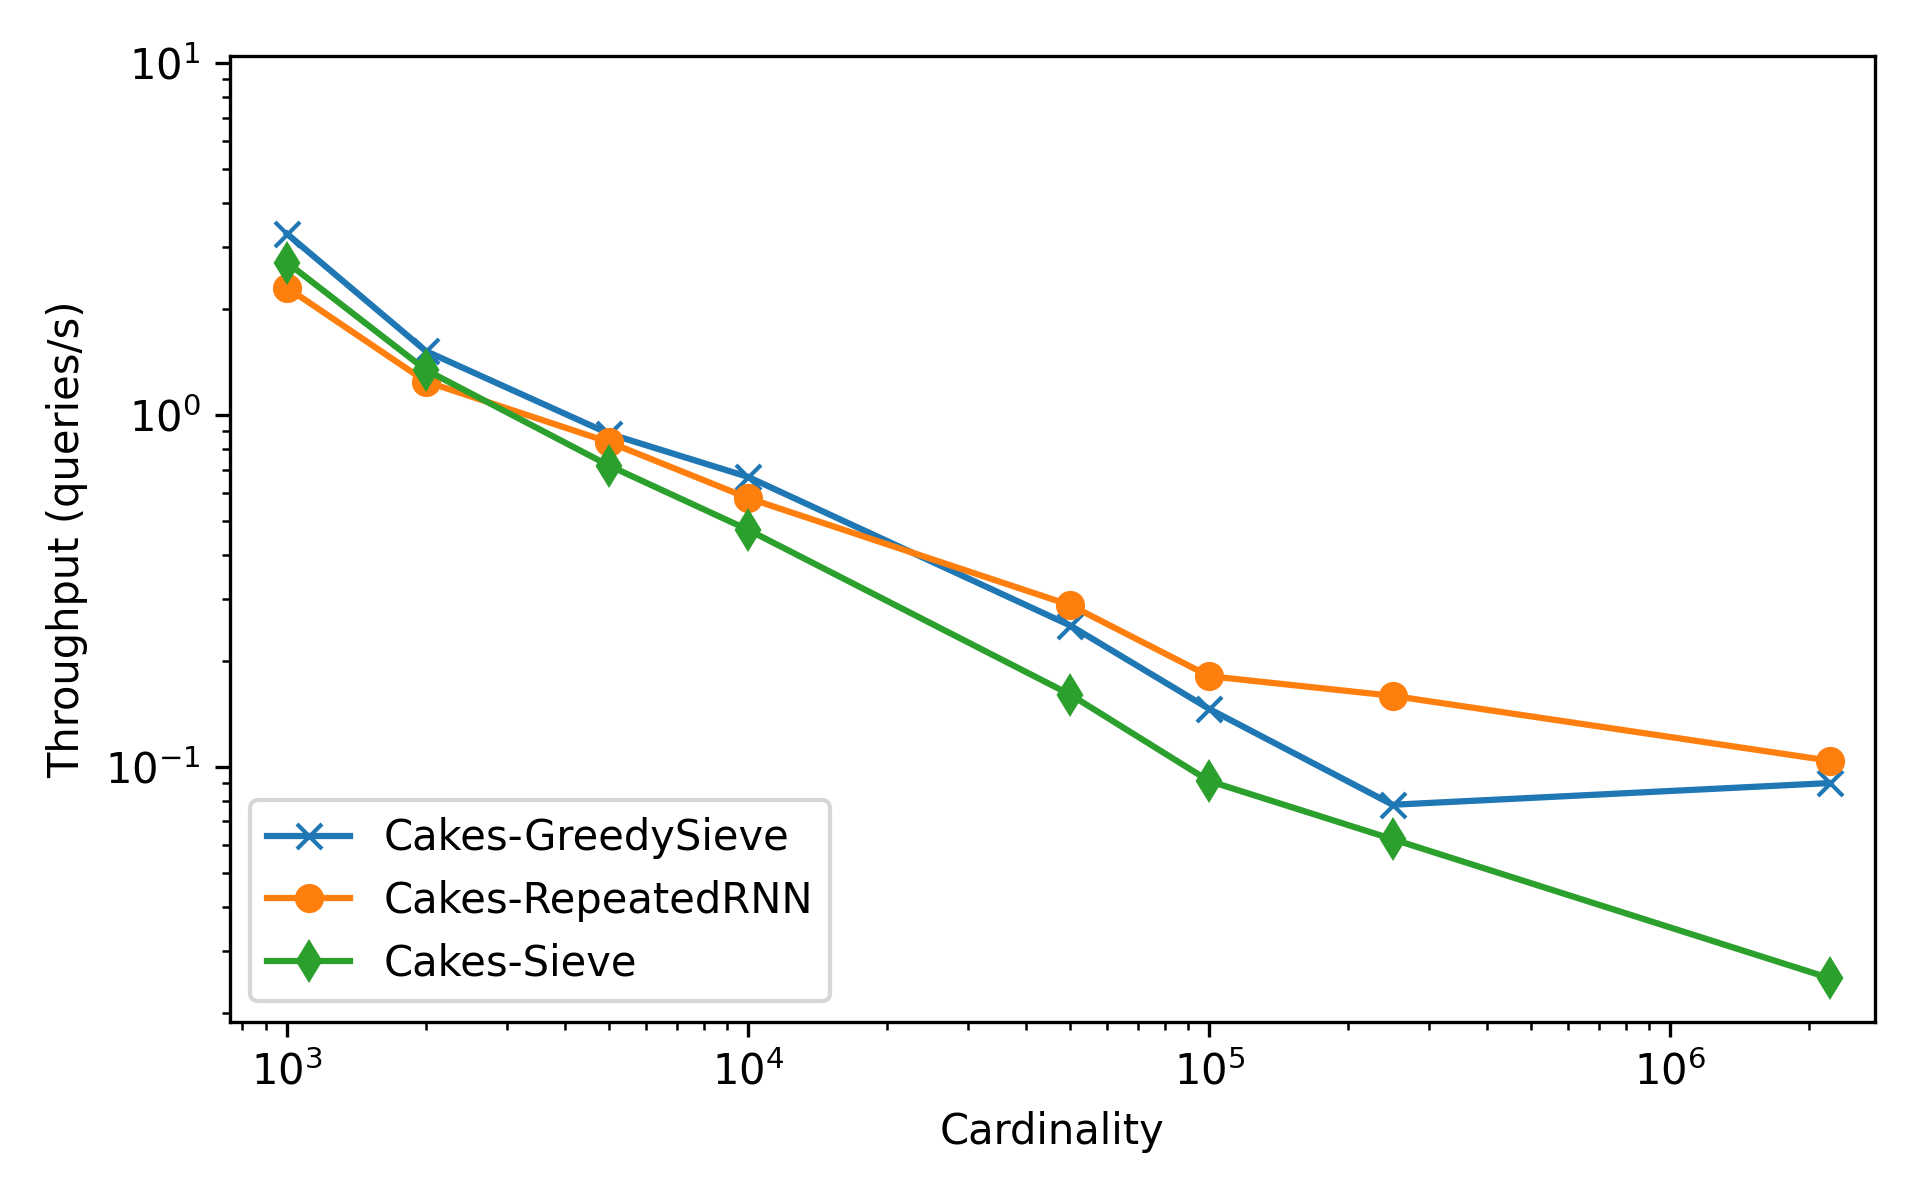 10¹
10⁰
10⁻¹
Throughput (queries/s)
Cakes-GreedySieve
Cakes-RepeatedRNN
Cakes-Sieve
10³ 10⁴ 10⁵ 10⁶
Cardinality